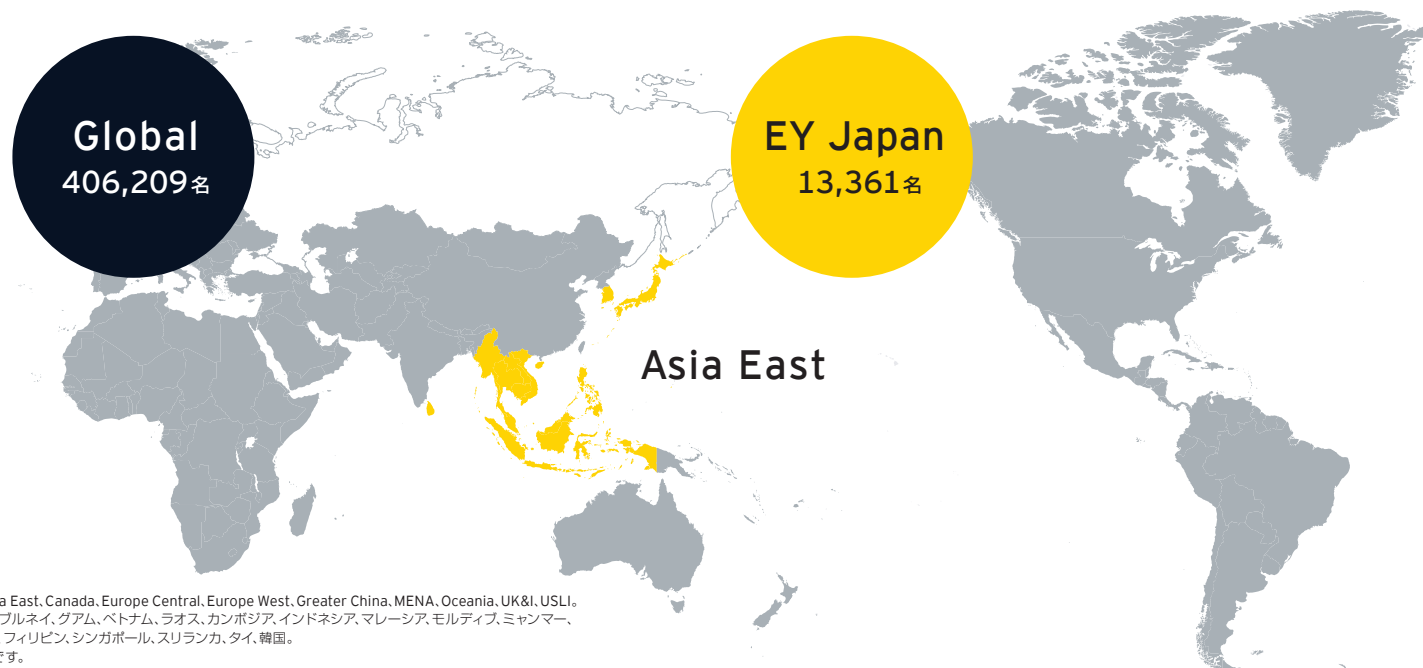 Global
406,209名
EY Japan
13,361名
Asia East
a East、Canada、Europe Central、Europe West、Greater China、MENA、Oceania、UK&I、USLI。
ブルネイ、グアム、ベトナム、ラオス、カンボジア、インドネシア、マレーシア、モルディブ、ミャンマー、
フィリピン、シンガポール、スリランカ、タイ、韓国。
です。